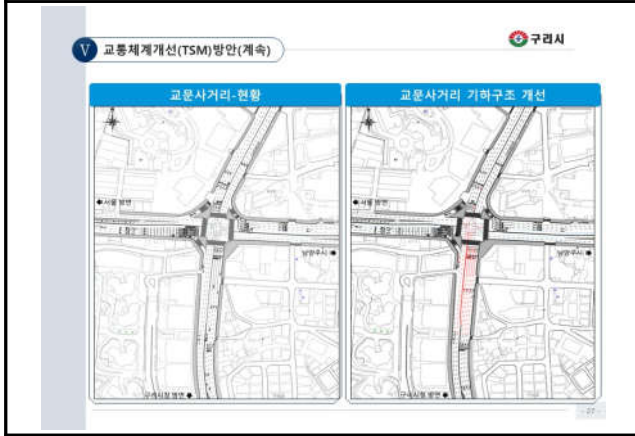 V 교통체계개선(TSM)방안(계속)
구리시
교문사거리-현황
교문사거리 기하구조 개선
서울 방면
남양주시
구리시청 방면
서울 방면
남양주시
구리시청 방면
- 27 -